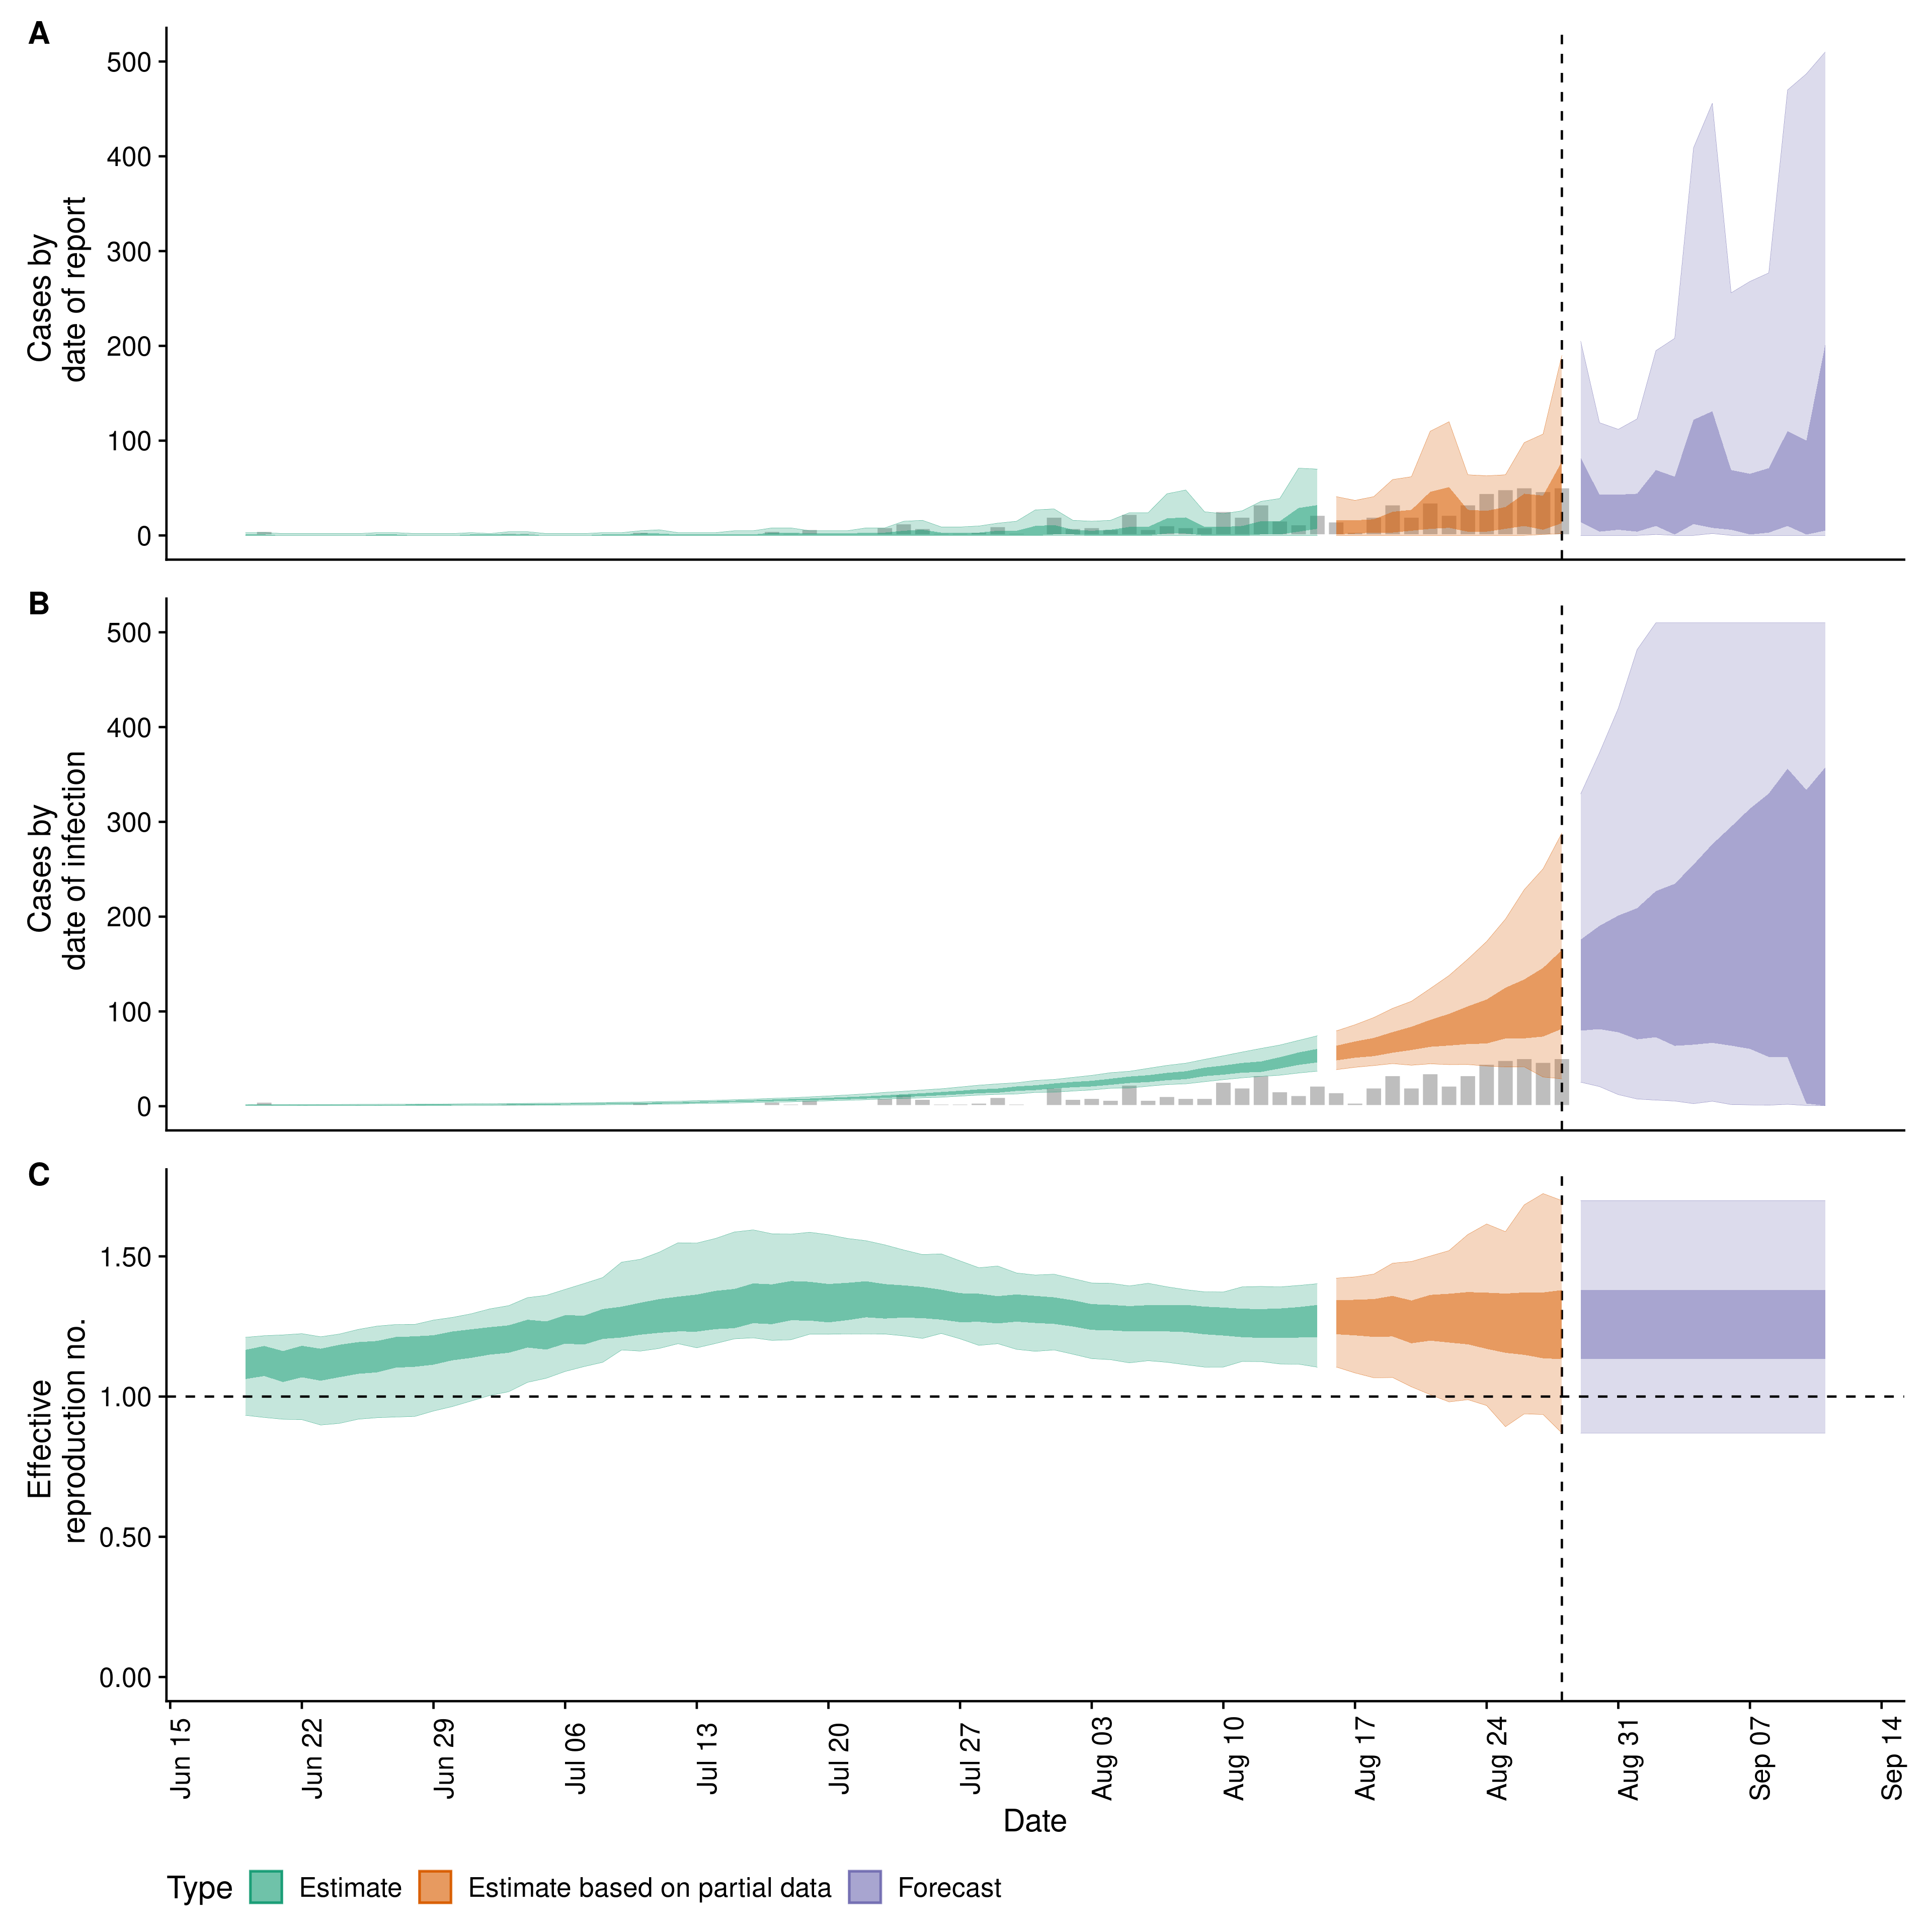 A
Cases by
date of report
500
400
300
200
100
0
B
Cases by
date of infection
500
400
300
200
100
0
C
Effective
reproduction no.
1.50
1.00
0.50
0.00
Jun 15
Jun 22
Jun 29
Jul 06
Jul 13
Jul 20
Jul 27
Aug 03
Aug 10
Aug 17
Aug 24
Aug 31
Sep 07
Sep 14
Date
Type Estimate Estimate based on partial data Forecast